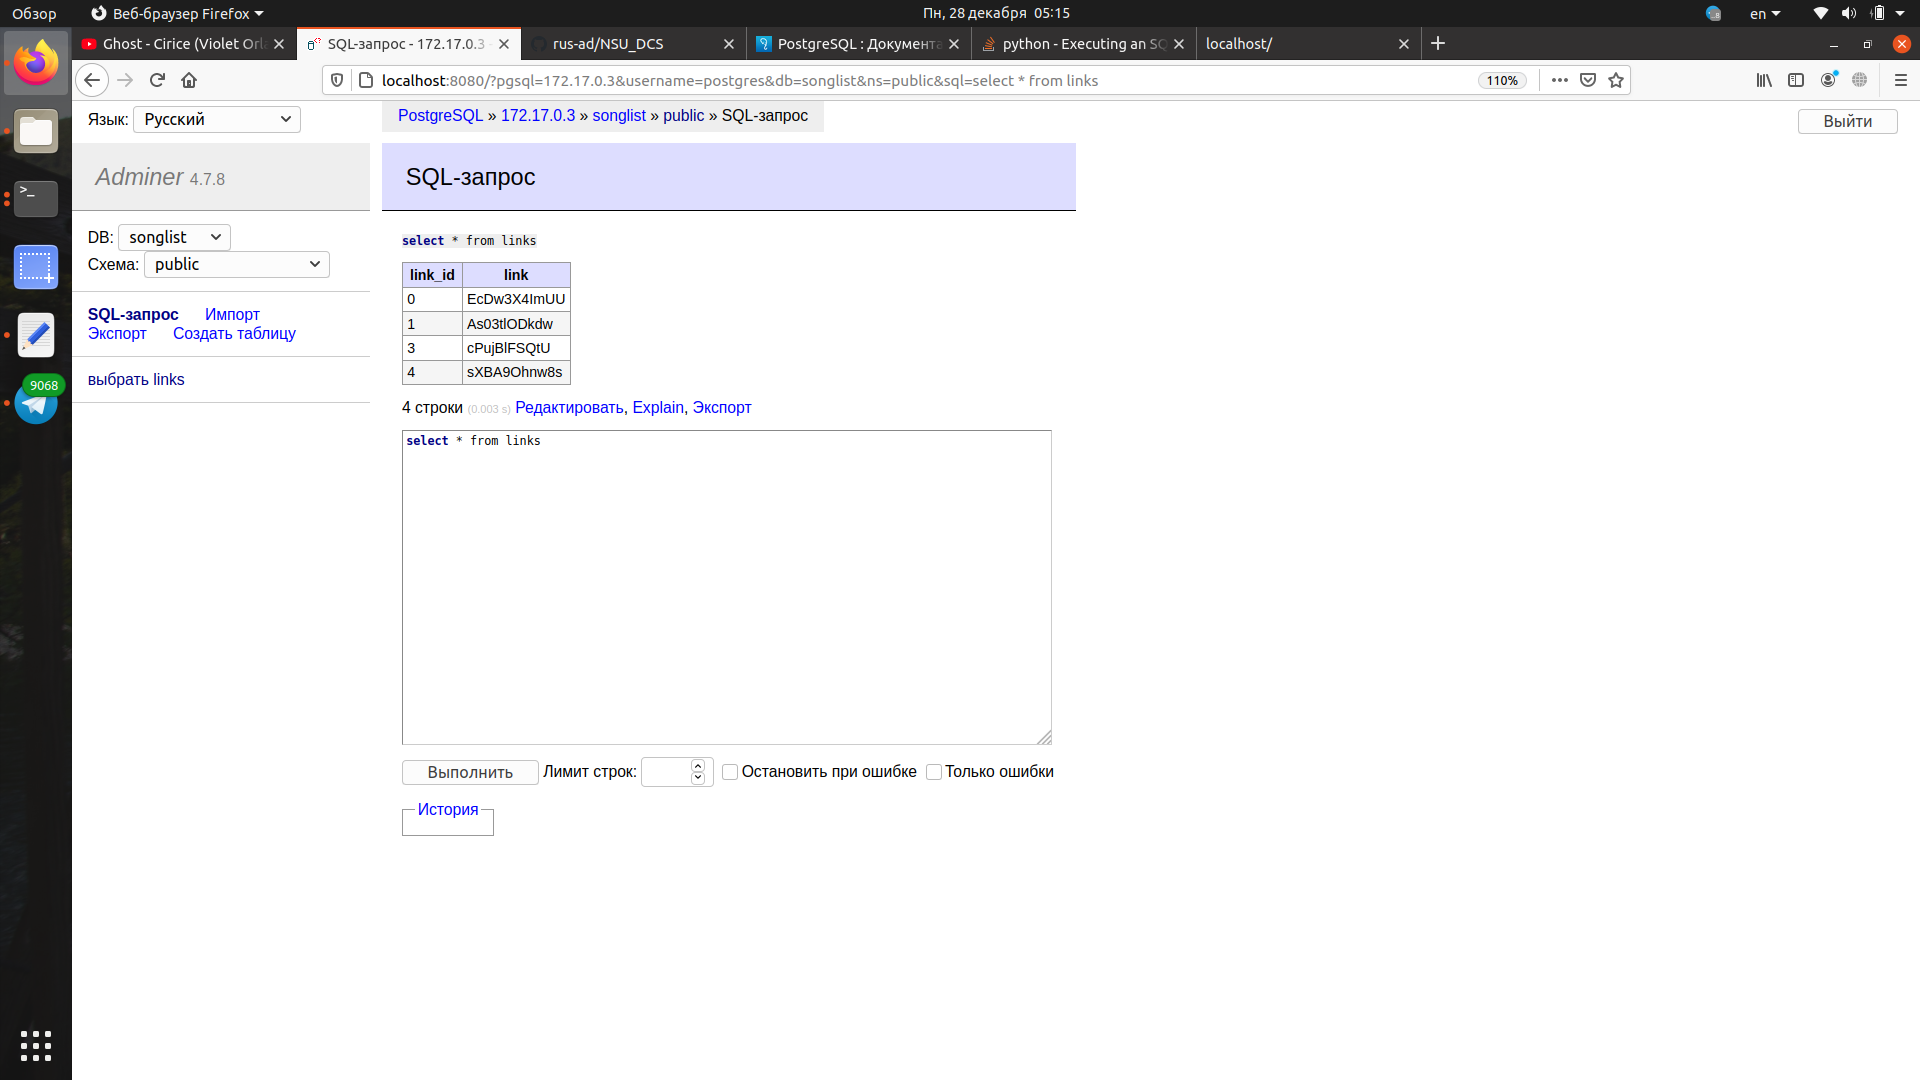 Обзор Веб-браузер Firefox Пн, 28 декабря 05:15 en
Ghost - Cirice (Violet Orl SQL-запрос - 172.17.0.3 rus-ad/NSU_DCS PostgreSQL : Документа python - Executing an SQ localhost/
localhost:8080/?pgsql=172.17.0.3&username=postgres&db=songlist&ns=public&sql=select * from links 110%
Язык: Русский
PostgreSQL » 172.17.0.3 » songlist » public » SQL-запрос
Выйти
Adminer 4.7.8
SQL-запрос
DB: songlist
Схема: public
SQL-запрос Импорт
Экспорт Создать таблицу
выбрать links
9068
select * from links
link_id link
0 EcDw3X4ImUU
1 As03tlODkdw
3 cPujBlFSQtU
4 sXBA9Ohnw8s
4 строки (0.003 s) Редактировать, Explain, Экспорт
select * from links
Выполнить Лимит строк: Остановить при ошибке Только ошибки
История